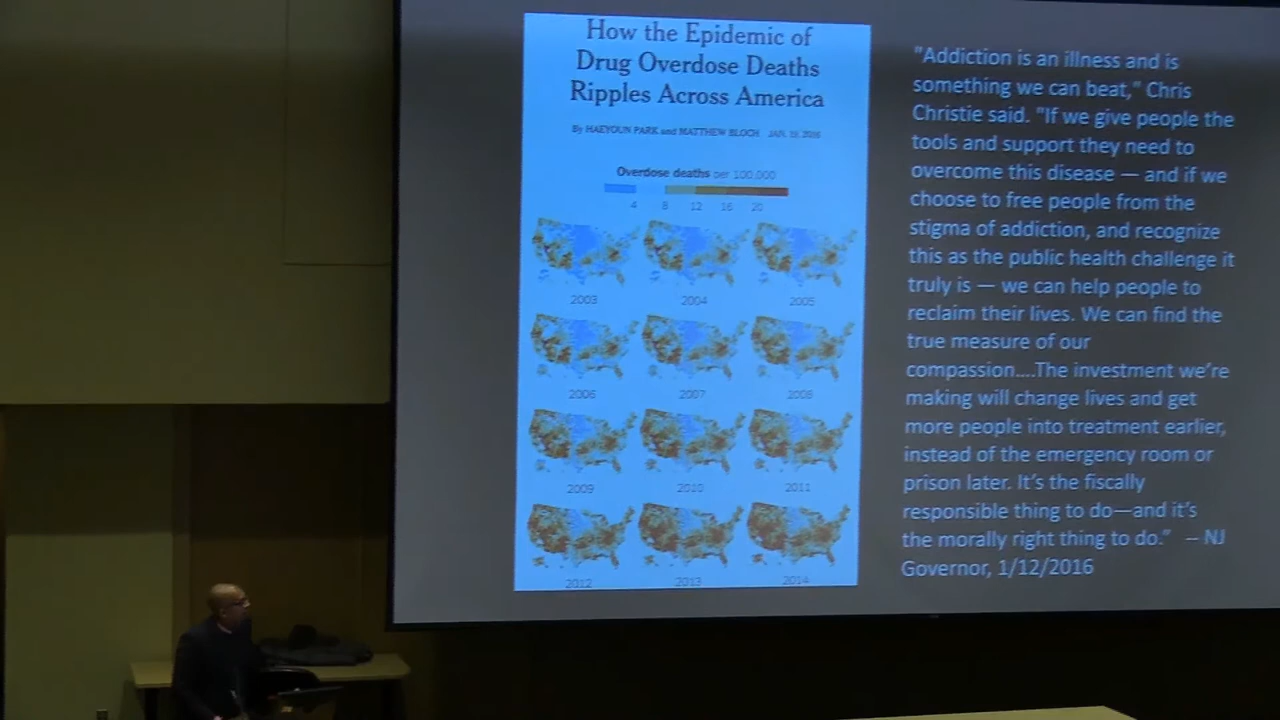 How the Epidemic of
Drug Overdose Deaths
Ripples Across America
By HAEYOUN PARK and MATTHEW BLOCH JAN. 19, 2016
Overdose deaths per 100,000
4 8 12 16 20
2003 2004 2005
2006 2007 2008
2009 2010 2011
2012 2013 2014
"Addiction is an illness and is
something we can beat," Chris
Christie said. "If we give people the
tools and support they need to
overcome this disease — and if we
choose to free people from the
stigma of addiction, and recognize
this as the public health challenge it
truly is — we can help people to
reclaim their lives. We can find the
true measure of our
compassion....The investment we're
making will change lives and get
more people into treatment earlier,
instead of the emergency room or
prison later. It's the fiscally
responsible thing to do—and it's
the morally right thing to do." – NJ
Governor, 1/12/2016